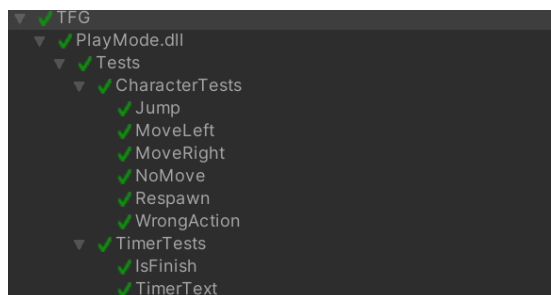 TFG
PlayMode.dll
Tests
CharacterTests
Jump
MoveLeft
MoveRight
NoMove
Respawn
WrongAction
TimerTests
IsFinish
TimerText